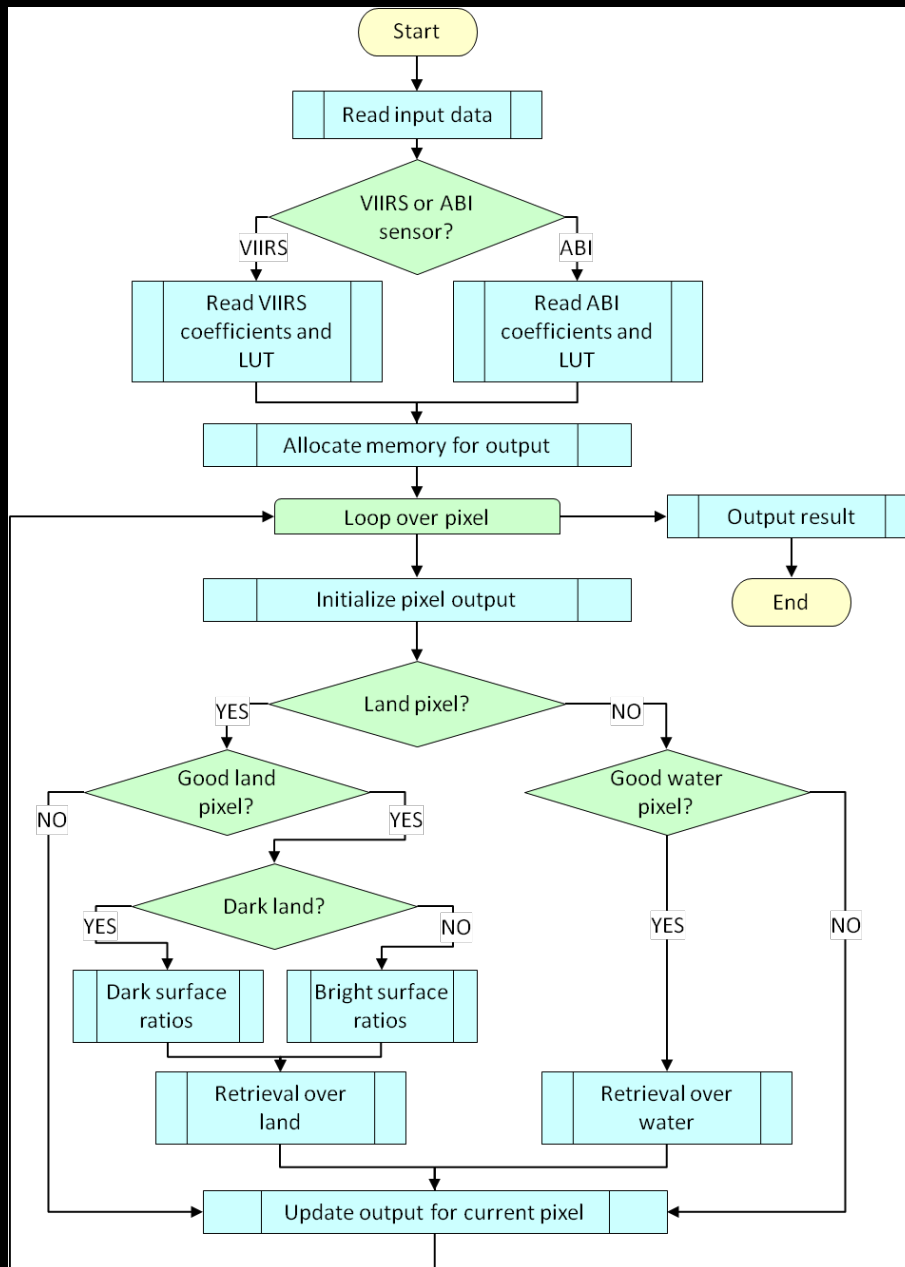 Start
Read input data
VIIRS or ABI
sensor?
VIIRS
ABI
Read VIIRS
coefficients and
LUT
Read ABI
coefficients and
LUT
Allocate memory for output
Loop over pixel
Output result
Initialize pixel output
End
Land pixel?
YES
NO
Good land
pixel?
Good water
pixel?
NO
YES
Dark land?
YES
NO
YES
NO
Dark surface
ratios
Bright surface
ratios
Retrieval over
land
Retrieval over
water
Update output for current pixel